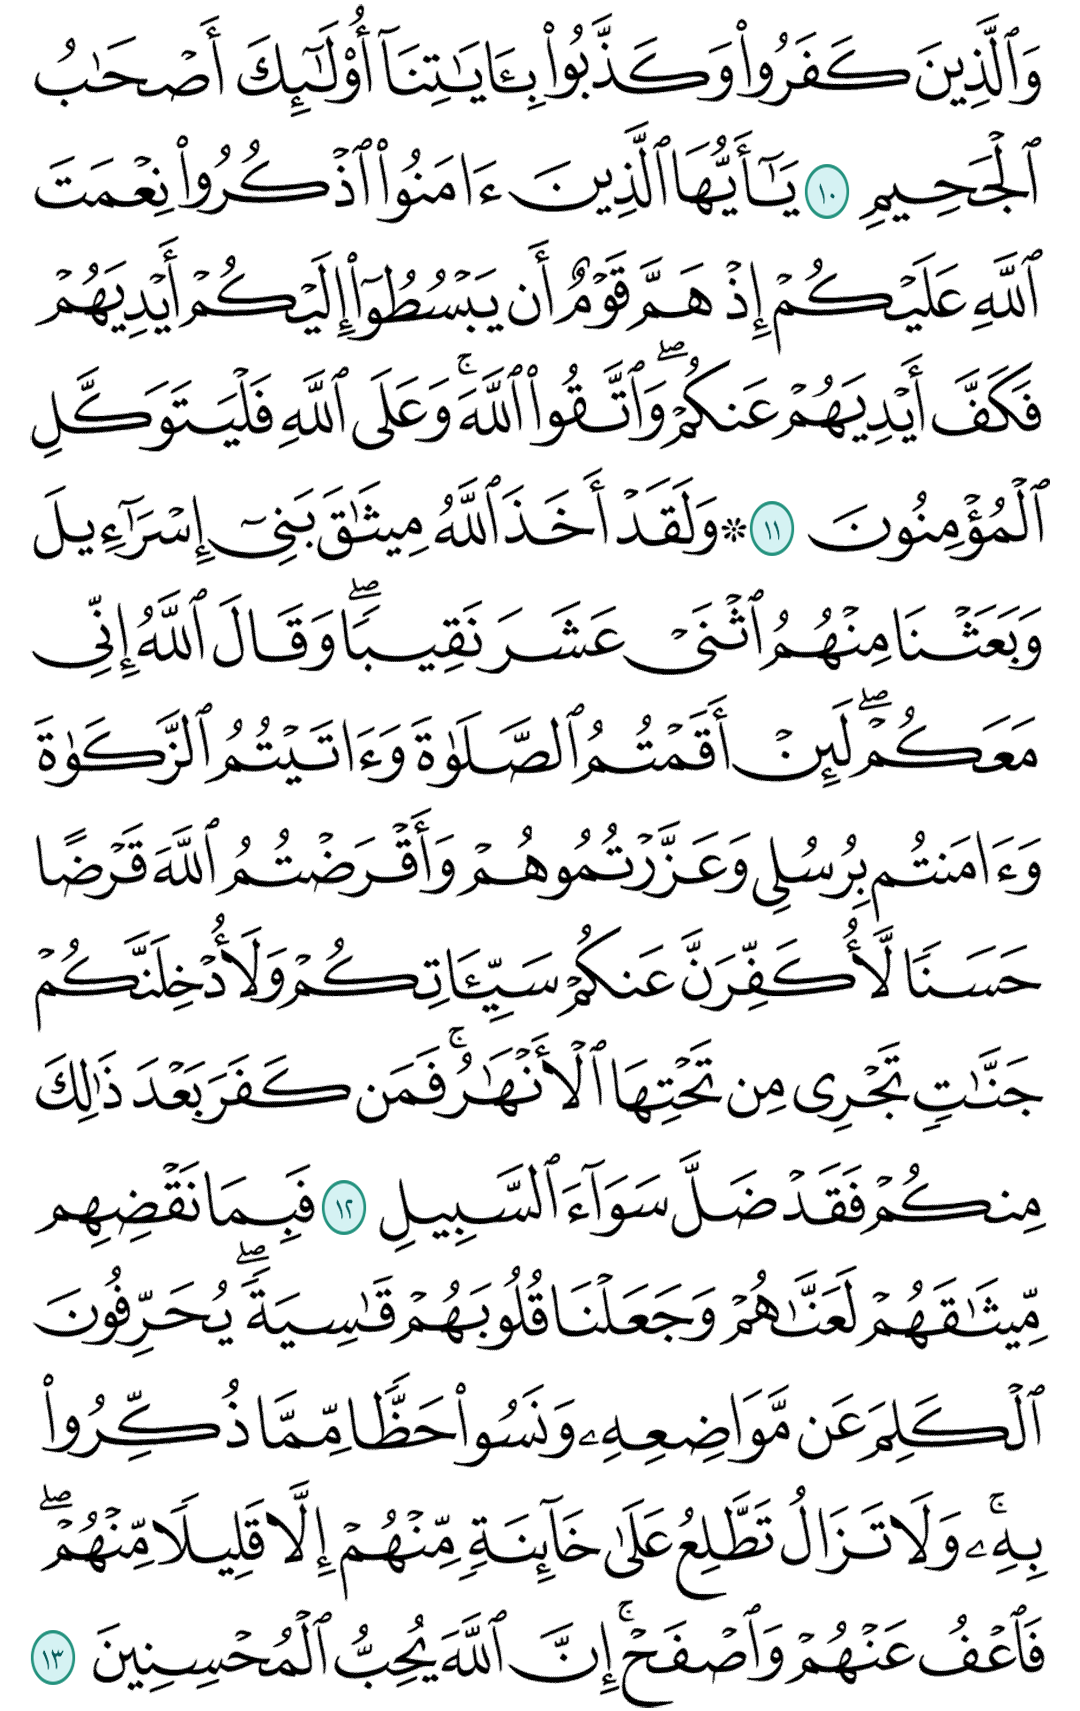 وَٱلَّذِينَ كَفَرُوا۟ وَكَذَّبُوا۟ بِـَٔايَـٰتِنَآ أُو۟لَـٰٓئِكَ أَصْحَـٰبُ
ٱلْجَحِيمِ ١٠ يَـٰٓأَيُّهَا ٱلَّذِينَ ءَامَنُوا۟ ٱذْكُرُوا۟ نِعْمَتَ
ٱللَّهِ عَلَيْكُمْ إِذْ هَمَّ قَوْمٌ أَن يَبْسُطُوٓا۟ إِلَيْكُمْ أَيْدِيَهُمْ
فَكَفَّ أَيْدِيَهُمْ عَنكُمْ ۖ وَٱتَّقُوا۟ ٱللَّهَ ۚ وَعَلَى ٱللَّهِ فَلْيَتَوَكَّلِ
ٱلْمُؤْمِنُونَ ١١ * وَلَقَدْ أَخَذَ ٱللَّهُ مِيثَـٰقَ بَنِىٓ إِسْرَٰٓءِيلَ
وَبَعَثْنَا مِنْهُمُ ٱثْنَىْ عَشَرَ نَقِيبًا ۖ وَقَالَ ٱللَّهُ إِنِّى
مَعَكُمْ ۖ لَئِنْ أَقَمْتُمُ ٱلصَّلَوٰةَ وَءَاتَيْتُمُ ٱلزَّكَوٰةَ
وَءَامَنتُم بِرُسُلِى وَعَزَّرْتُمُوهُمْ وَأَقْرَضْتُمُ ٱللَّهَ قَرْضًا
حَسَنًا لَّأُكَفِّرَنَّ عَنكُمْ سَيِّـَٔاتِكُمْ وَلَأُدْخِلَنَّكُمْ
جَنَّـٰتٍ تَجْرِى مِن تَحْتِهَا ٱلْأَنْهَـٰرُ ۚ فَمَن كَفَرَ بَعْدَ ذَٰلِكَ
مِنكُمْ فَقَدْ ضَلَّ سَوَآءَ ٱلسَّبِيلِ ١٢ فَبِمَا نَقْضِهِم
مِّيثَـٰقَهُمْ لَعَنَّـٰهُمْ وَجَعَلْنَا قُلُوبَهُمْ قَـٰسِيَةً ۖ يُحَرِّفُونَ
ٱلْكَلِمَ عَن مَّوَاضِعِهِۦ وَنَسُوا۟ حَظًّا مِّمَّا ذُكِّرُوا۟
بِهِۦ ۚ وَلَا تَزَالُ تَطَّلِعُ عَلَىٰ خَآئِنَةٍ مِّنْهُمْ إِلَّا قَلِيلًا مِّنْهُمْ ۖ
فَٱعْفُ عَنْهُمْ وَٱصْفَحْ ۚ إِنَّ ٱللَّهَ يُحِبُّ ٱلْمُحْسِنِينَ ١٣